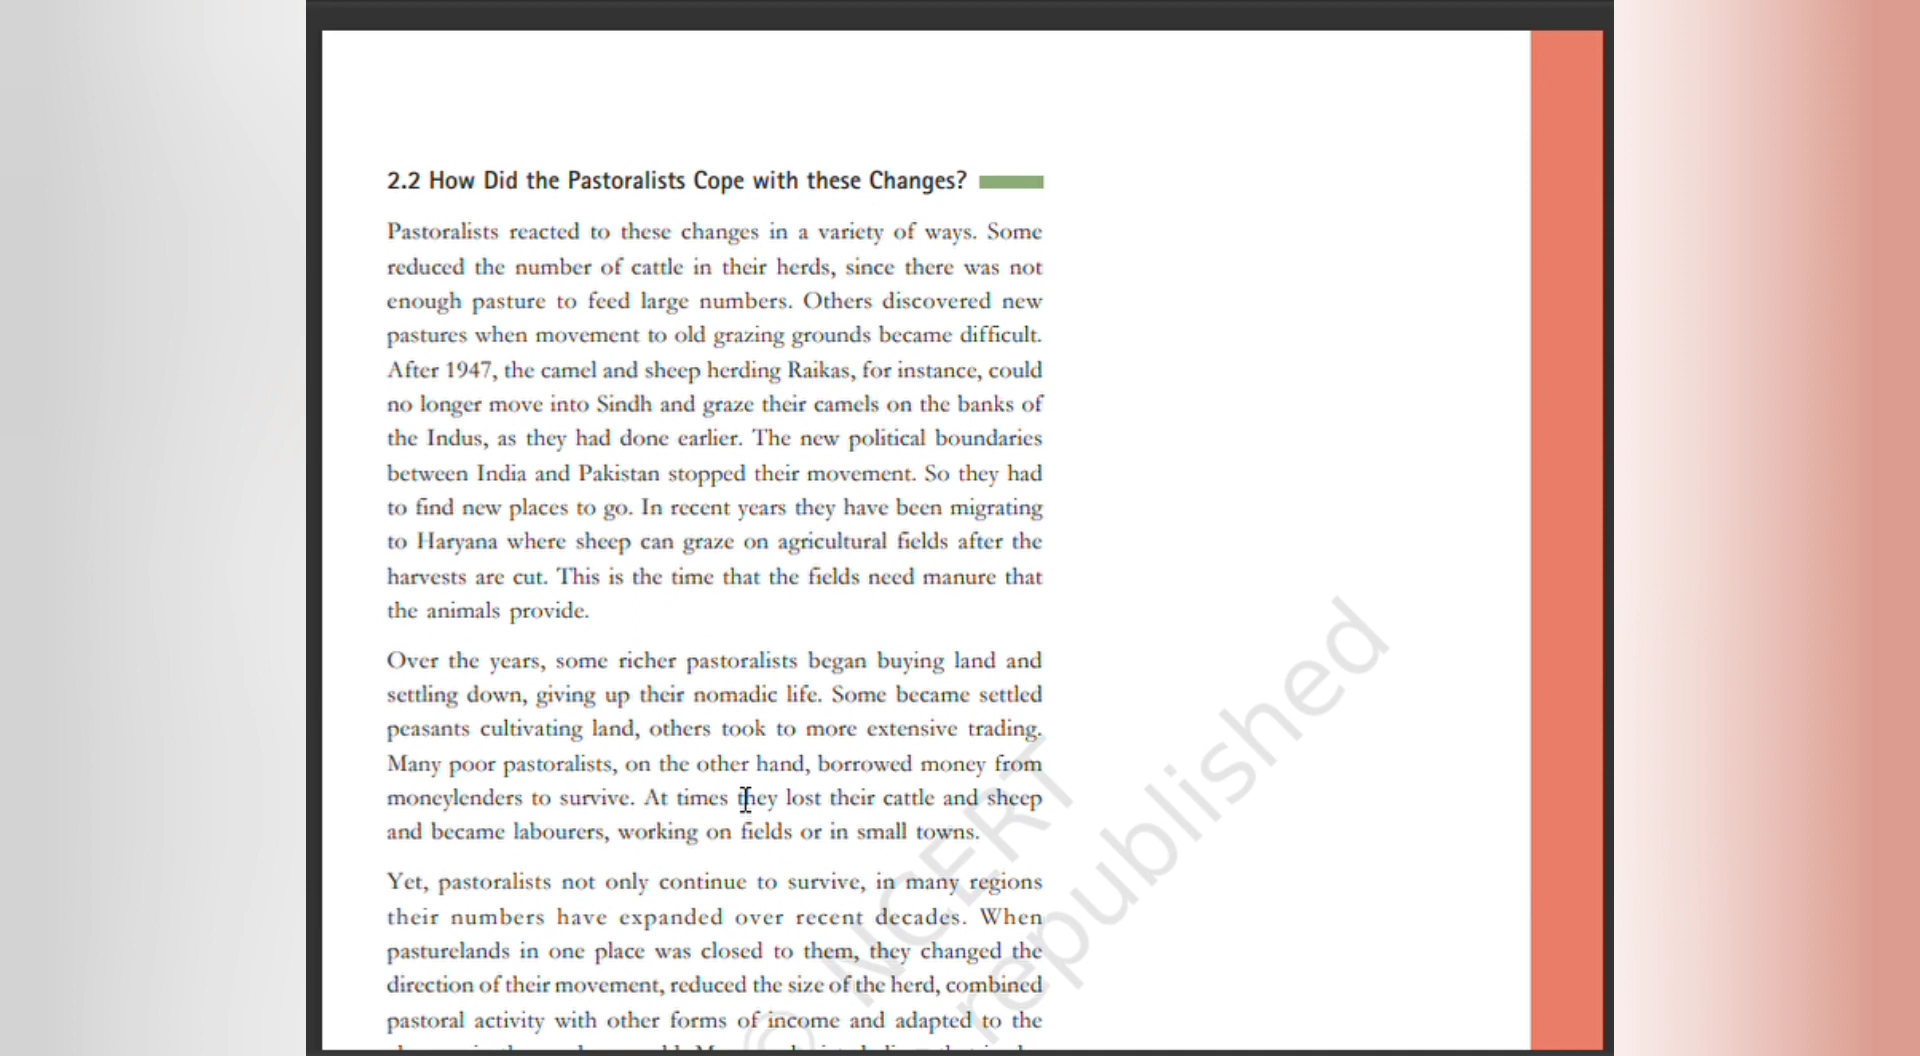 2.2 How Did the Pastoralists Cope with these Changes?
Pastoralists reacted to these changes in a variety of ways. Some
reduced the number of cattle in their herds, since there was not
enough pasture to feed large numbers. Others discovered new
pastures when movement to old grazing grounds became difficult.
After 1947, the camel and sheep herding Raikas, for instance, could
no longer move into Sindh and graze their camels on the banks of
the Indus, as they had done earlier. The new political boundaries
between India and Pakistan stopped their movement. So they had
to find new places to go. In recent years they have been migrating
to Haryana where sheep can graze on agricultural fields after the
harvests are cut. This is the time that the fields need manure that
the animals provide.
Over the years, some richer pastoralists began buying land and
settling down, giving up their nomadic life. Some became settled
peasants cultivating land, others took to more extensive trading.
Many poor pastoralists, on the other hand, borrowed money from
moneylenders to survive. At times they lost their cattle and sheep
and became labourers, working on fields or in small towns.
Yet, pastoralists not only continue to survive, in many regions
their numbers have expanded over recent decades. When
pasturelands in one place was closed to them, they changed the
direction of their movement, reduced the size of the herd, combined
pastoral activity with other forms of income and adapted to the
© NCERT
republished